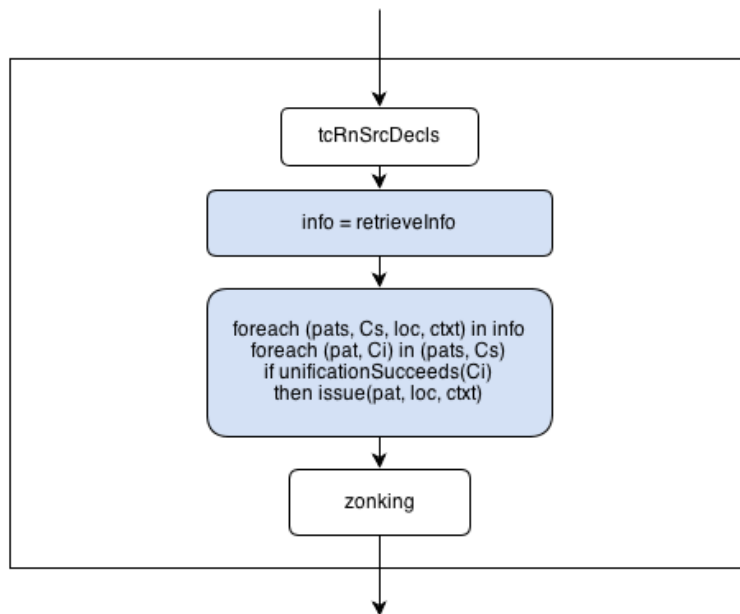 tcRnSrcDecls
info = retrieveInfo
foreach (pats, Cs, loc, ctxt) in info
foreach (pat, Ci) in (pats, Cs)
if unificationSucceeds(Ci)
then issue(pat, loc, ctxt)
zonking